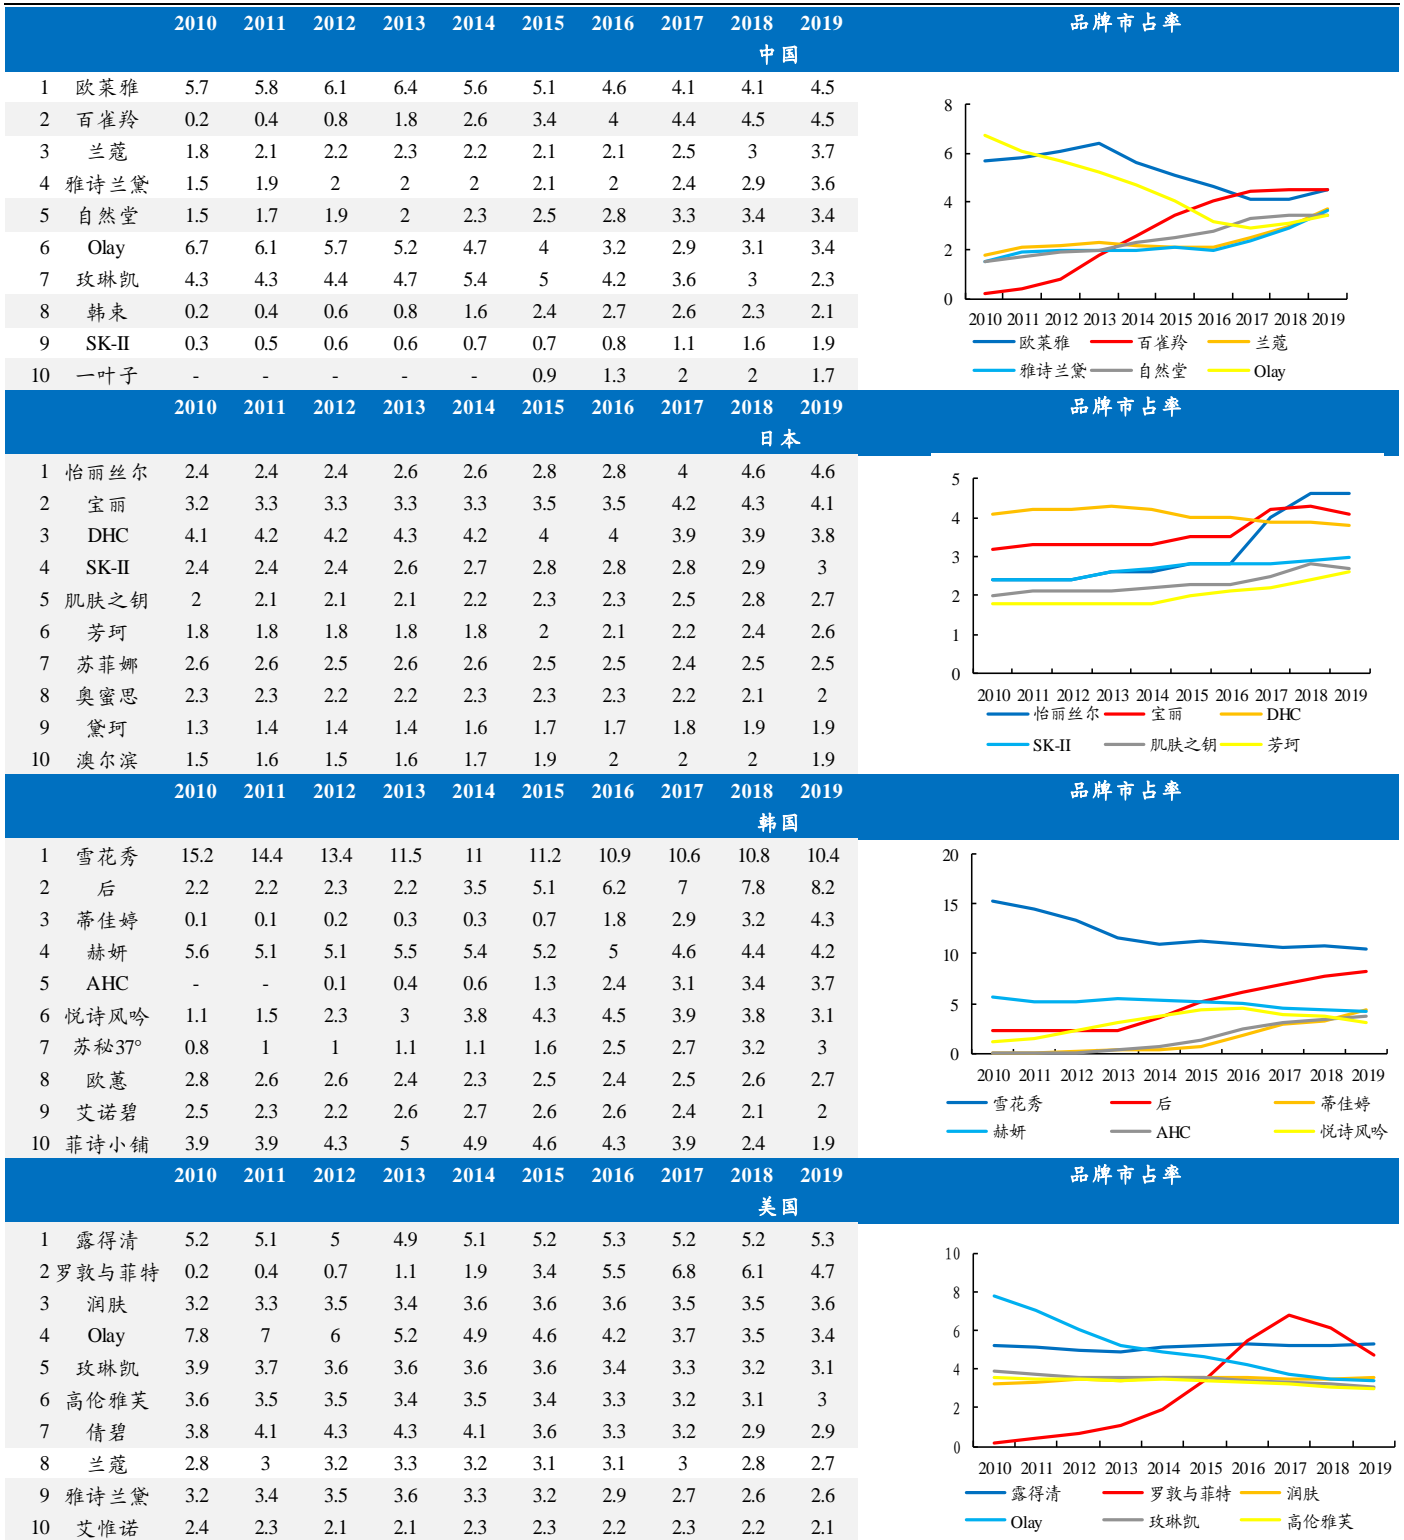 2010 2011 2012 2013 2014 2015 2016 2017 2018 2019 品牌市占率
中国
1 欧莱雅 5.7 5.8 6.1 6.4 5.6 5.1 4.6 4.1 4.1 4.5
2 百雀羚 0.2 0.4 0.8 1.8 2.6 3.4 4 4.4 4.5 4.5
3 兰蔻 1.8 2.1 2.2 2.3 2.2 2.1 2.1 2.5 3 3.7
4 雅诗兰黛 1.5 1.9 2 2 2 2.1 2 2.4 2.9 3.6
5 自然堂 1.5 1.7 1.9 2 2.3 2.5 2.8 3.3 3.4 3.4
6 Olay 6.7 6.1 5.7 5.2 4.7 4 3.2 2.9 3.1 3.4
7 玫琳凯 4.3 4.3 4.4 4.7 5.4 5 4.2 3.6 3 2.3
8 韩束 0.2 0.4 0.6 0.8 1.6 2.4 2.7 2.6 2.3 2.1
9 SK-II 0.3 0.5 0.6 0.6 0.7 0.7 0.8 1.1 1.6 1.9
10 一叶子 - - - - - 0.9 1.3 2 2 1.7
8
6
4
2
0
2010 2011 2012 2013 2014 2015 2016 2017 2018 2019
欧莱雅 百雀羚 兰蔻
雅诗兰黛 自然堂 Olay
2010 2011 2012 2013 2014 2015 2016 2017 2018 2019 品牌市占率
日本
1 怡丽丝尔 2.4 2.4 2.4 2.6 2.6 2.8 2.8 4 4.6 4.6
2 宝丽 3.2 3.3 3.3 3.3 3.3 3.5 3.5 4.2 4.3 4.1
3 DHC 4.1 4.2 4.2 4.3 4.2 4 4 3.9 3.9 3.8
4 SK-II 2.4 2.4 2.4 2.6 2.7 2.8 2.8 2.8 2.9 3
5 肌肤之钥 2 2.1 2.1 2.1 2.2 2.3 2.3 2.5 2.8 2.7
6 芳珂 1.8 1.8 1.8 1.8 1.8 2 2.1 2.2 2.4 2.6
7 苏菲娜 2.6 2.6 2.5 2.6 2.6 2.5 2.5 2.4 2.5 2.5
8 奥蜜思 2.3 2.3 2.2 2.2 2.3 2.3 2.3 2.2 2.1 2
9 黛珂 1.3 1.4 1.4 1.4 1.6 1.7 1.7 1.8 1.9 1.9
10 澳尔滨 1.5 1.6 1.5 1.6 1.7 1.9 2 2 2 1.9
5
4
3
2
1
0
2010 2011 2012 2013 2014 2015 2016 2017 2018 2019
怡丽丝尔 宝丽 DHC
SK-II 肌肤之钥 芳珂
2010 2011 2012 2013 2014 2015 2016 2017 2018 2019 品牌市占率
韩国
1 雪花秀 15.2 14.4 13.4 11.5 11 11.2 10.9 10.6 10.8 10.4
2 后 2.2 2.2 2.3 2.2 3.5 5.1 6.2 7 7.8 8.2
3 蒂佳婷 0.1 0.1 0.2 0.3 0.3 0.7 1.8 2.9 3.2 4.3
4 赫妍 5.6 5.1 5.1 5.5 5.4 5.2 5 4.6 4.4 4.2
5 AHC - - 0.1 0.4 0.6 1.3 2.4 3.1 3.4 3.7
6 悦诗风吟 1.1 1.5 2.3 3 3.8 4.3 4.5 3.9 3.8 3.1
7 苏秘37° 0.8 1 1 1.1 1.1 1.6 2.5 2.7 3.2 3
8 欧蕙 2.8 2.6 2.6 2.4 2.3 2.5 2.4 2.5 2.6 2.7
9 艾诺碧 2.5 2.3 2.2 2.6 2.7 2.6 2.6 2.4 2.1 2
10 菲诗小铺 3.9 3.9 4.3 5 4.9 4.6 4.3 3.9 2.4 1.9
20
15
10
5
0
2010 2011 2012 2013 2014 2015 2016 2017 2018 2019
雪花秀 后 蒂佳婷
赫妍 AHC 悦诗风吟
2010 2011 2012 2013 2014 2015 2016 2017 2018 2019 品牌市占率
美国
1 露得清 5.2 5.1 5 4.9 5.1 5.2 5.3 5.2 5.2 5.3
2 罗敦与菲特 0.2 0.4 0.7 1.1 1.9 3.4 5.5 6.8 6.1 4.7
3 润肤 3.2 3.3 3.5 3.4 3.6 3.6 3.6 3.5 3.5 3.6
4 Olay 7.8 7 6 5.2 4.9 4.6 4.2 3.7 3.5 3.4
5 玫琳凯 3.9 3.7 3.6 3.6 3.6 3.6 3.4 3.3 3.2 3.1
6 高伦雅芙 3.6 3.5 3.5 3.4 3.5 3.4 3.3 3.2 3.1 3
7 倩碧 3.8 4.1 4.3 4.3 4.1 3.6 3.3 3.2 2.9 2.9
8 兰蔻 2.8 3 3.2 3.3 3.2 3.1 3.1 3 2.8 2.7
9 雅诗兰黛 3.2 3.4 3.5 3.6 3.3 3.2 2.9 2.7 2.6 2.6
10 艾惟诺 2.4 2.3 2.1 2.1 2.3 2.3 2.2 2.3 2.2 2.1
10
8
6
4
2
0
2010 2011 2012 2013 2014 2015 2016 2017 2018 2019
露得清 罗敦与菲特 润肤
Olay 玫琳凯 高伦雅芙